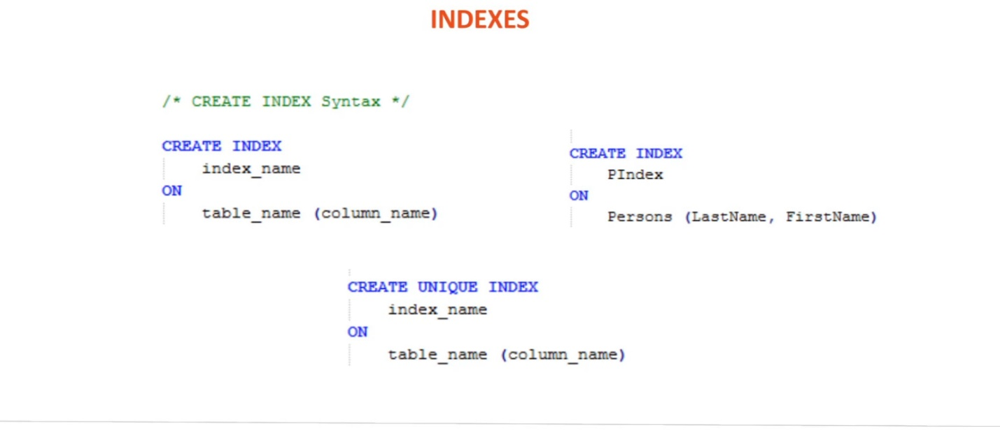 INDEXES
/* CREATE INDEX Syntax */
CREATE INDEX
index_name
ON
table_name (column_name)
CREATE INDEX
PIndex
ON
Persons (LastName, FirstName)
CREATE UNIQUE INDEX
index_name
ON
table_name (column_name)